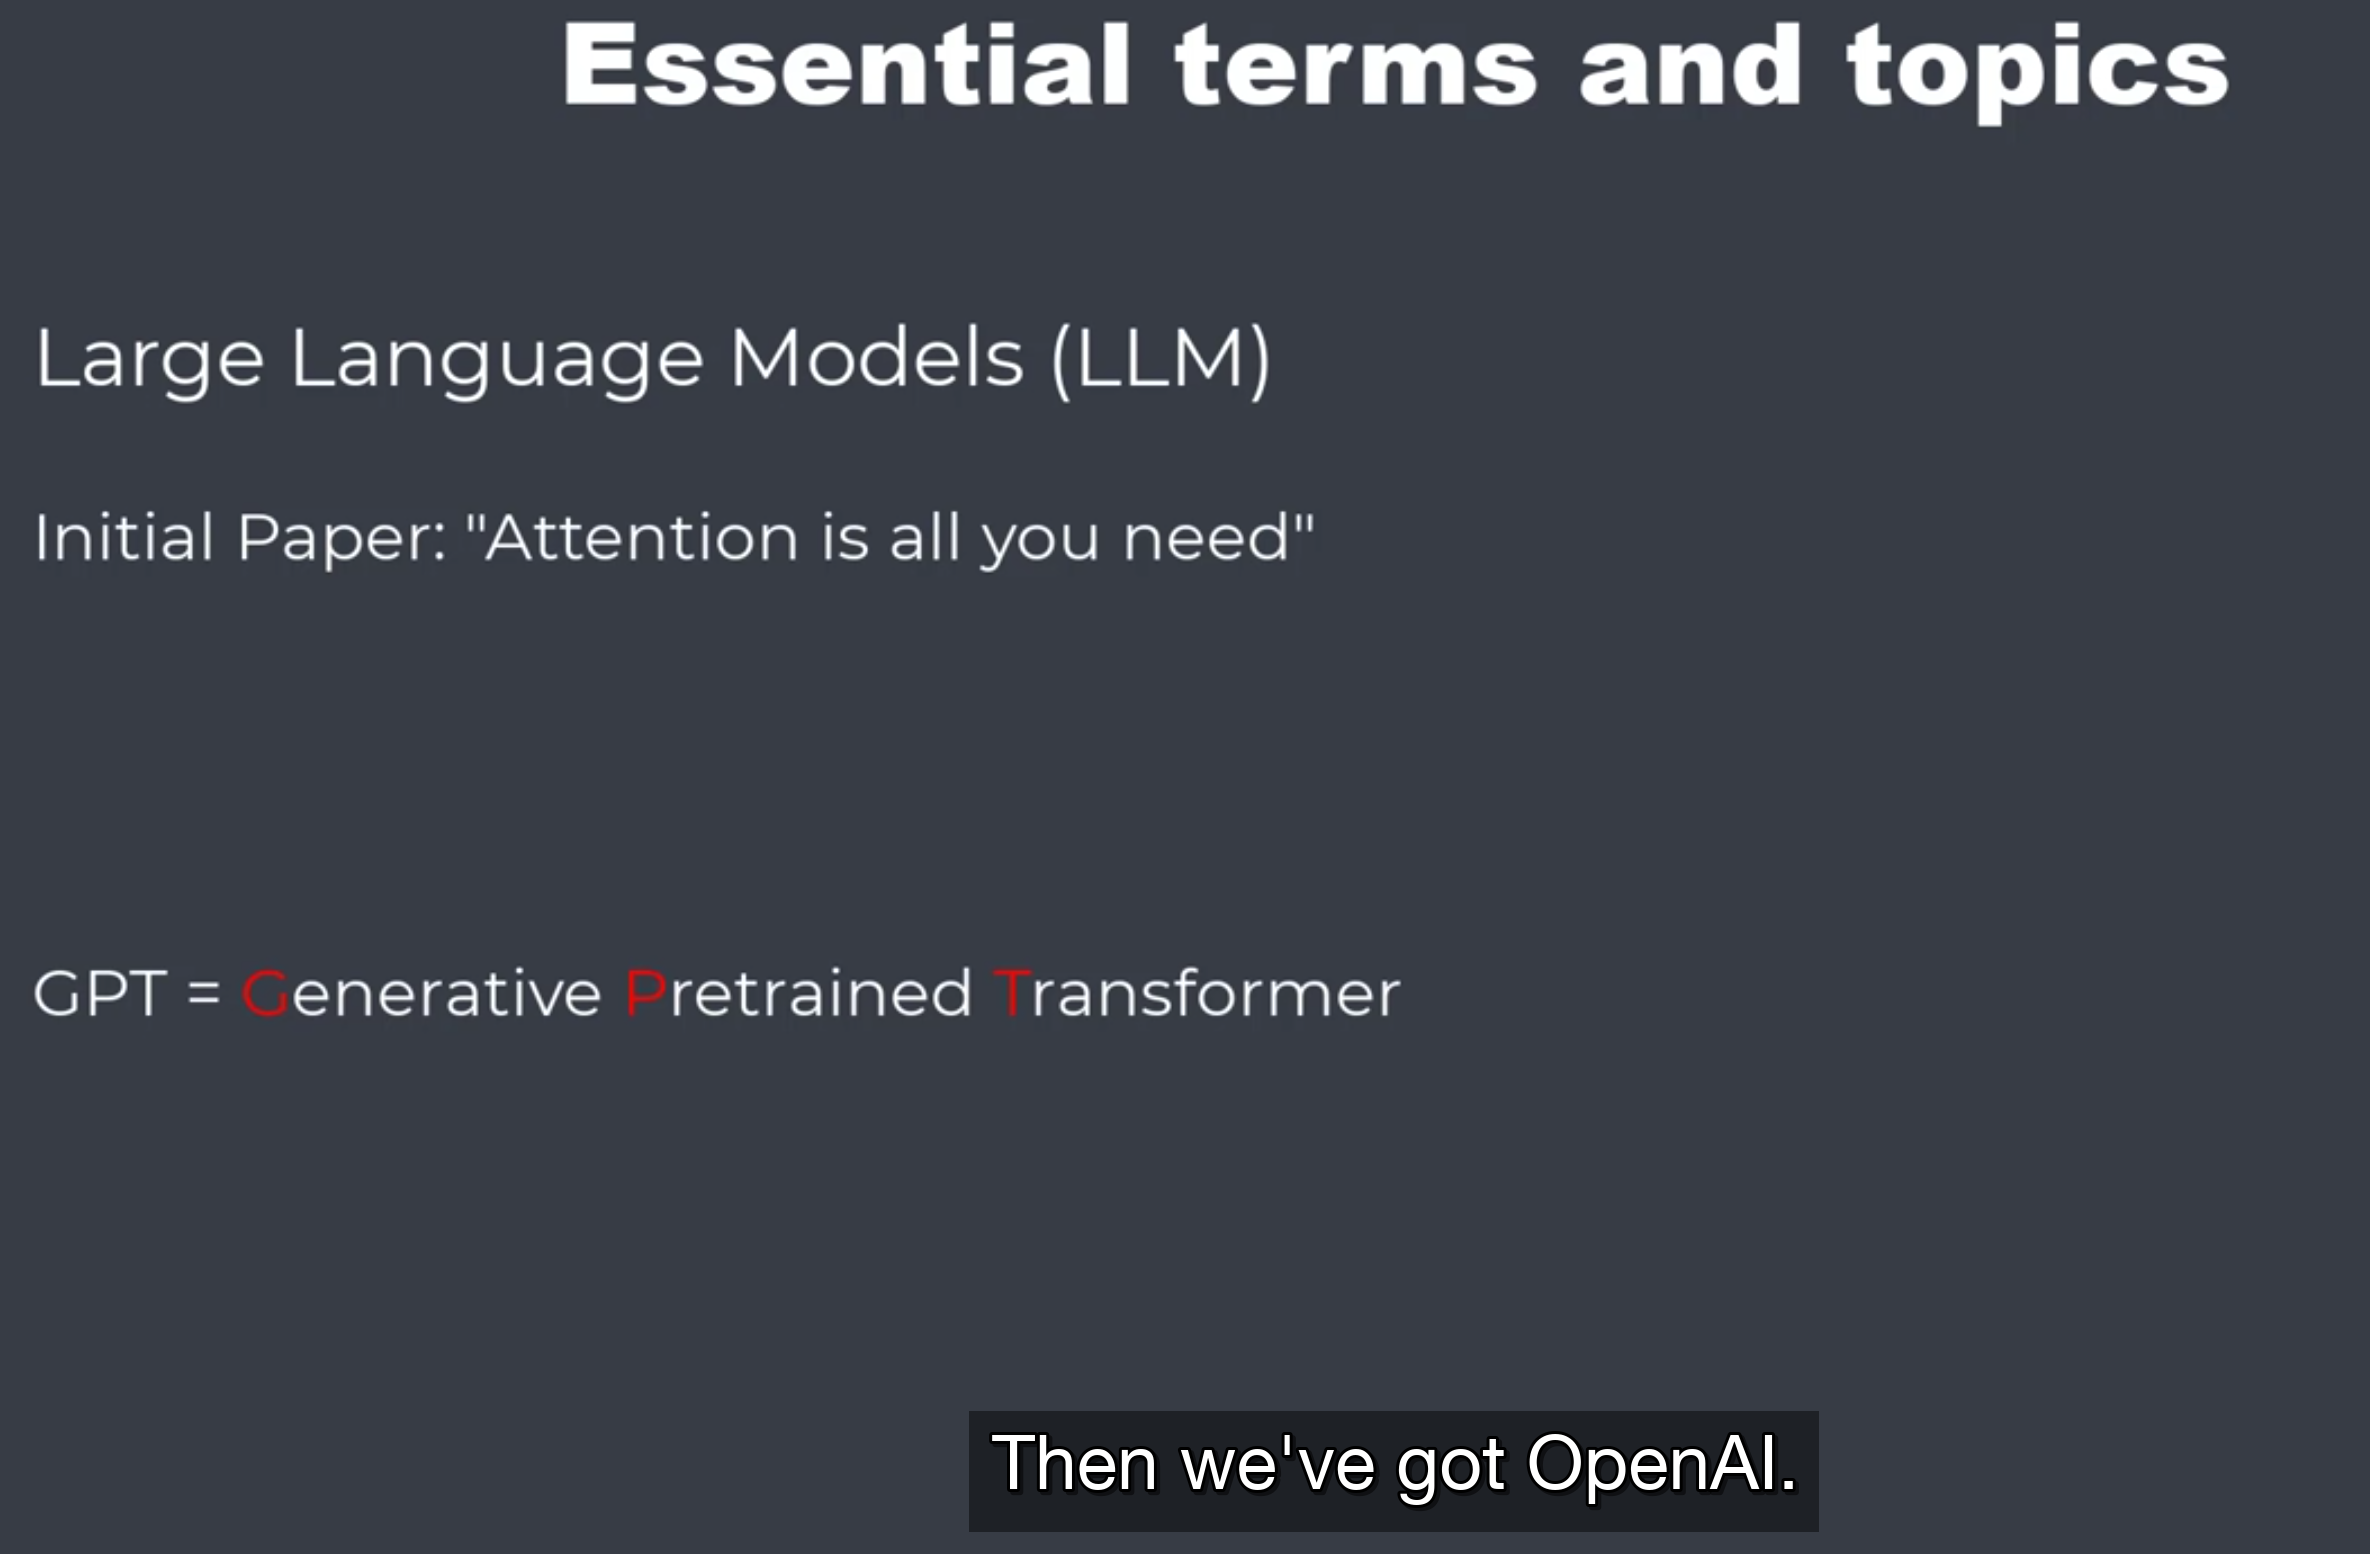 Essential terms and topics
Large Language Models (LLM)
Initial Paper: "Attention is all you need"
GPT = Generative Pretrained Transformer
Then we've got OpenAI.